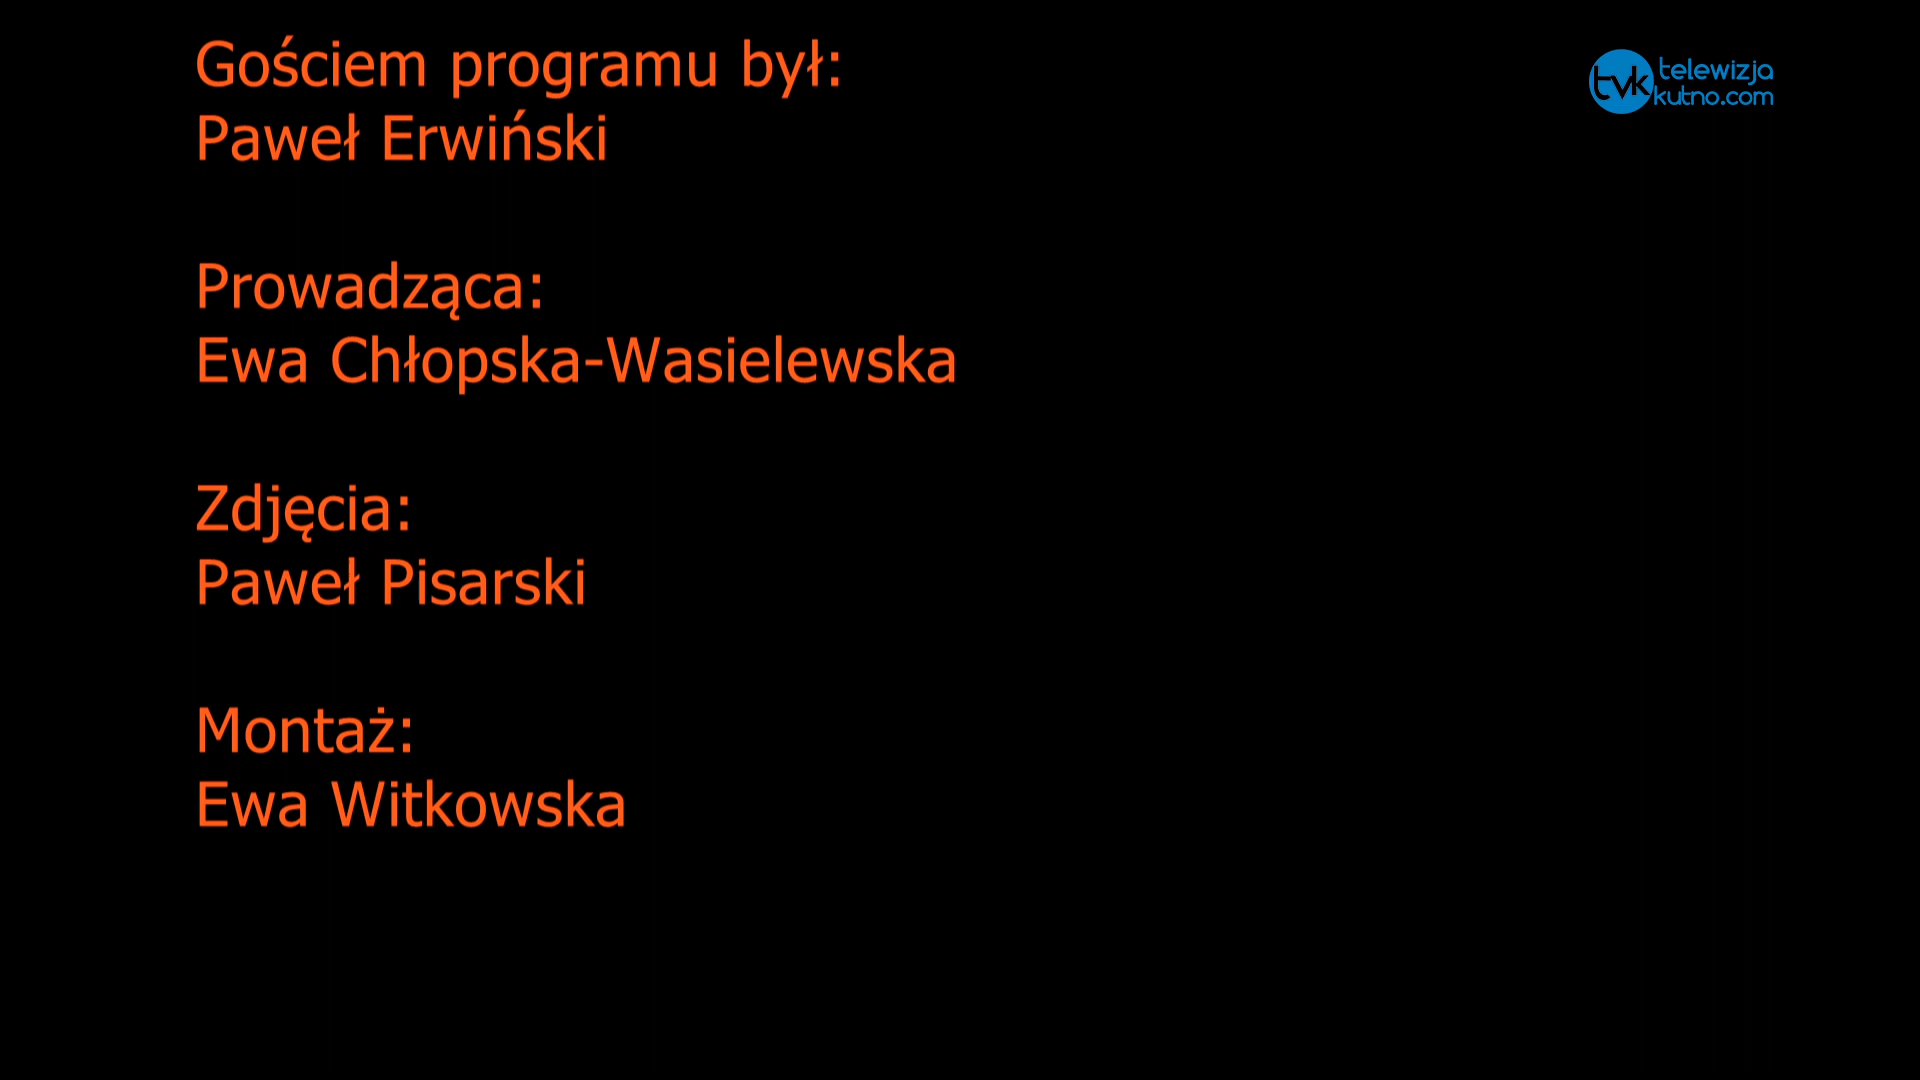 Gościem programu był:
Paweł Erwiński
Prowadząca:
Ewa Chłopska-Wasielewska
Zdjęcia:
Paweł Pisarski
Montaż:
Ewa Witkowska
tvk telewizja
kutno.com